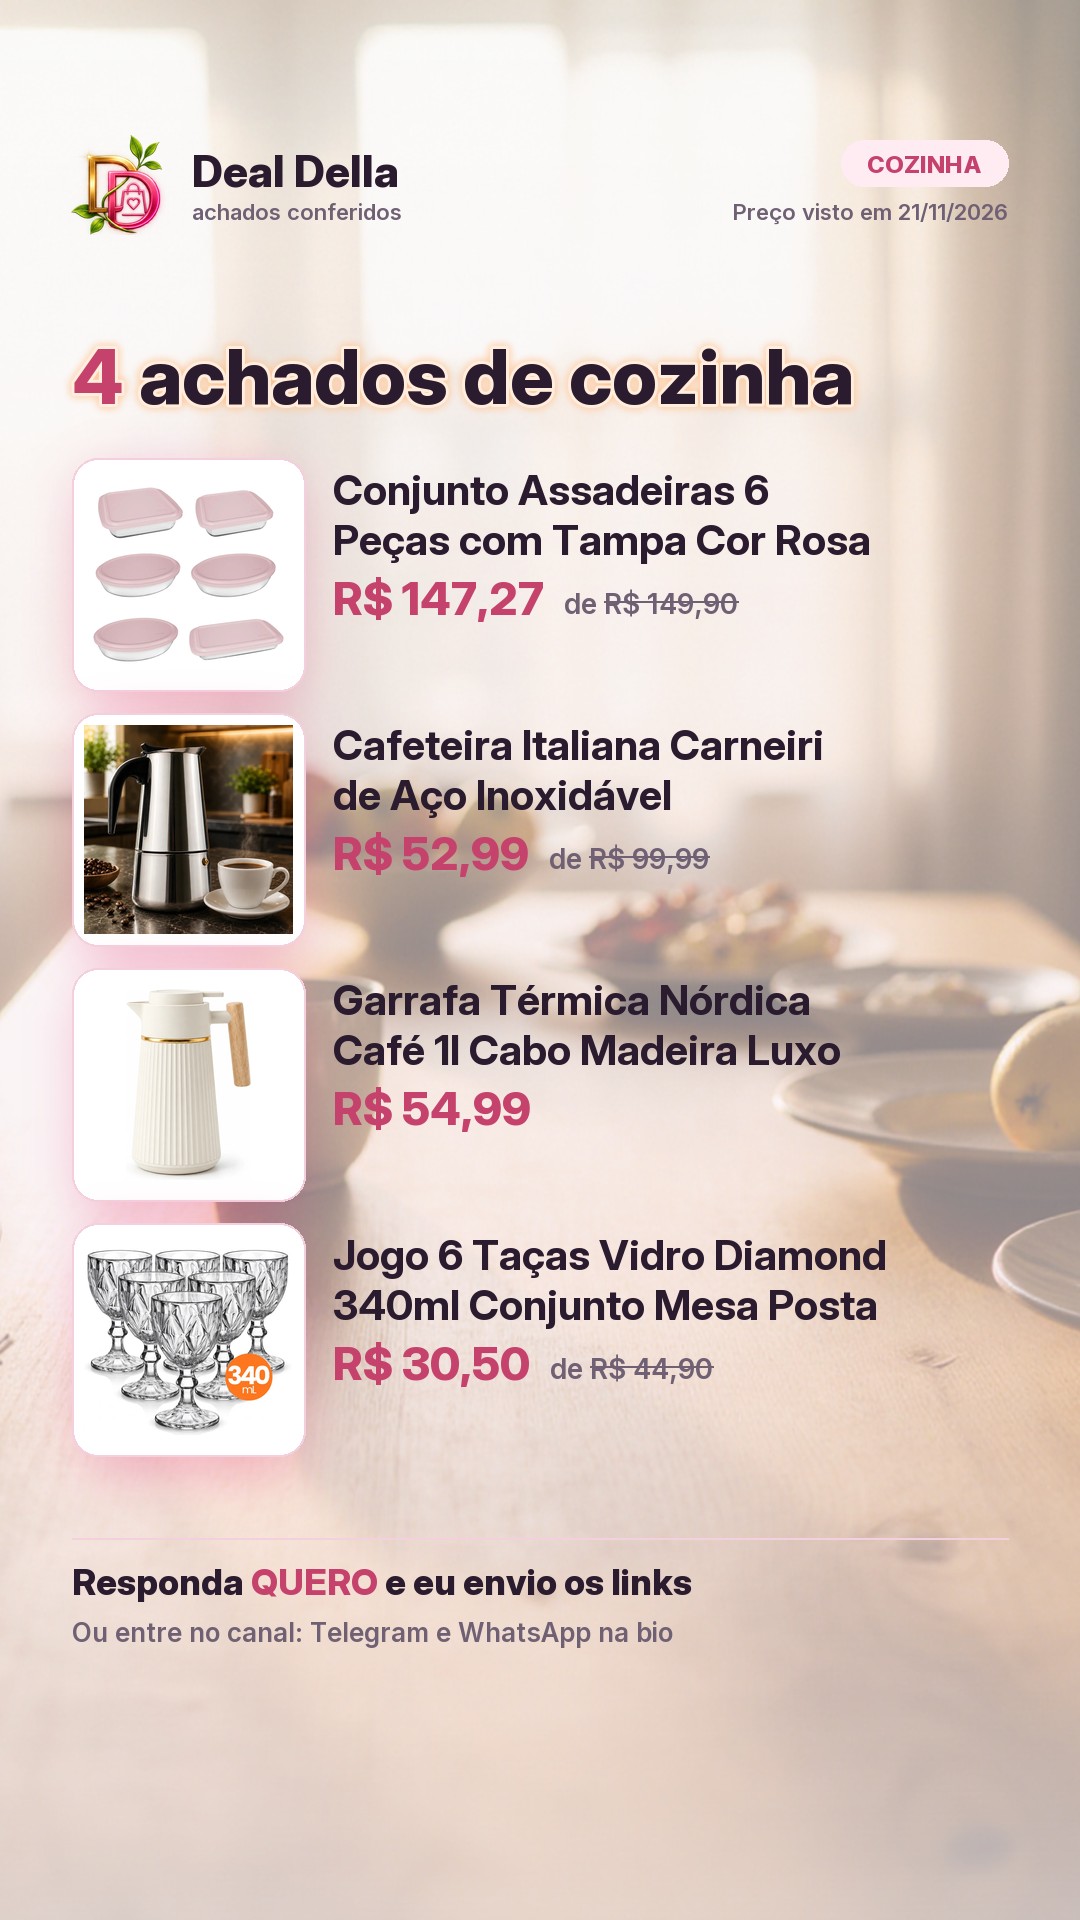 Deal Della
achados conferidos
COZINHA
Preço visto em 21/11/2026
4 achados de cozinha
Conjunto Assadeiras 6
Peças com Tampa Cor Rosa
R$ 147,27 de R$ 149,90
Cafeteira Italiana Carneiri
de Aço Inoxidável
R$ 52,99 de R$ 99,99
Garrafa Térmica Nórdica
Café 1l Cabo Madeira Luxo
R$ 54,99
340
mL
Jogo 6 Taças Vidro Diamond
340ml Conjunto Mesa Posta
R$ 30,50 de R$ 44,90
Responda QUERO e eu envio os links
Ou entre no canal: Telegram e WhatsApp na bio